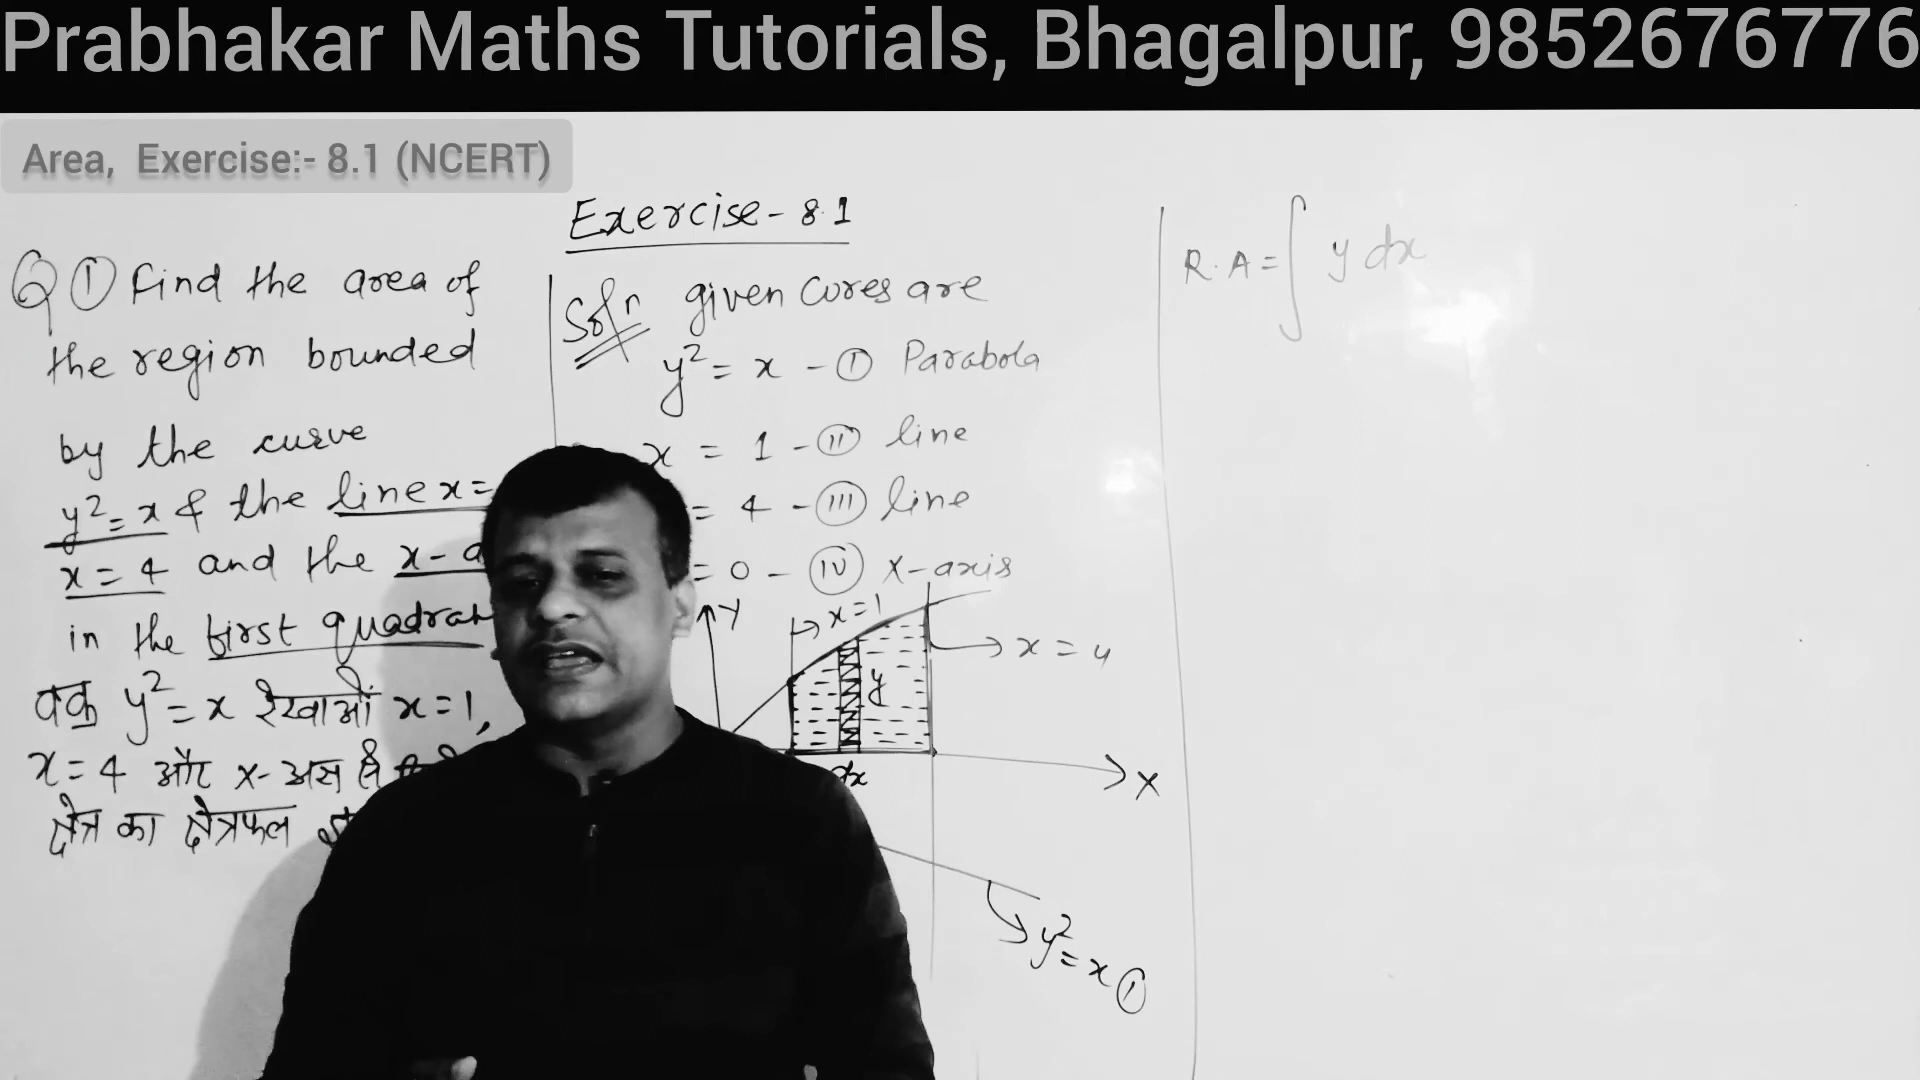 Prabhakar Maths Tutorials, Bhagalpur, 9852676776
Area, Exercise:- 8.1 (NCERT)
Exercise - 8.1
Q ① Find the area of
the region bounded
by the curve
y² = x & the line x =
x = 4 and the x-a
in the first quadran
वक्र y² = x रेखाओं x = 1,
x = 4 और x-अक्ष से
क्षेत्र का क्षेत्रफल
Solⁿ given cures are
y² = x - ① Parabola
x = 1 - ⑪ line
= 4 - ⑪ⁱ line
= 0 - Ⓘⓥ x-axis
Y
x = 1
x = 4
y
dx
X
y² = x ①
R.A = ∫ y dx